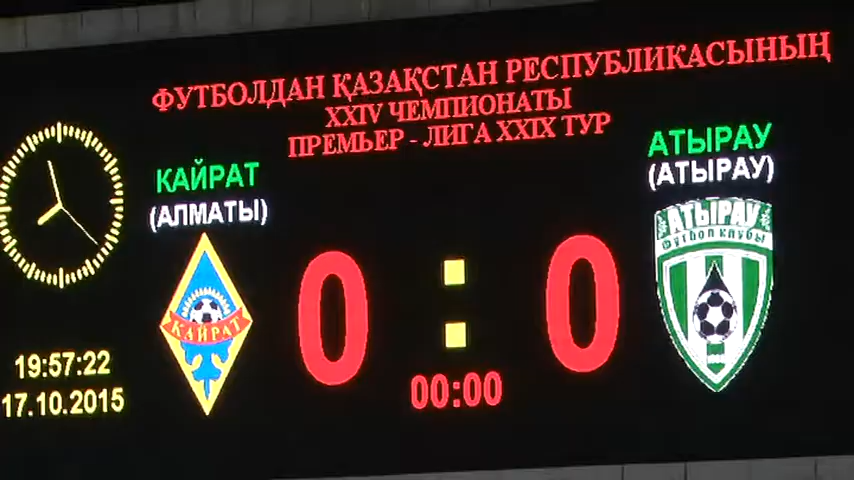 ФУТБОЛДАН ҚАЗАҚСТАН РЕСПУБЛИКАСЫНЫҢ
XXIV ЧЕМПИОНАТЫ
ПРЕМЬЕР - ЛИГА XXIX ТУР
КАЙРАТ
(АЛМАТЫ)
АТЫРАУ
(АТЫРАУ)
КАЙРАТ
АТЫРАУ
Футбол клубы
0 : 0
00:00
19:57:22
17.10.2015